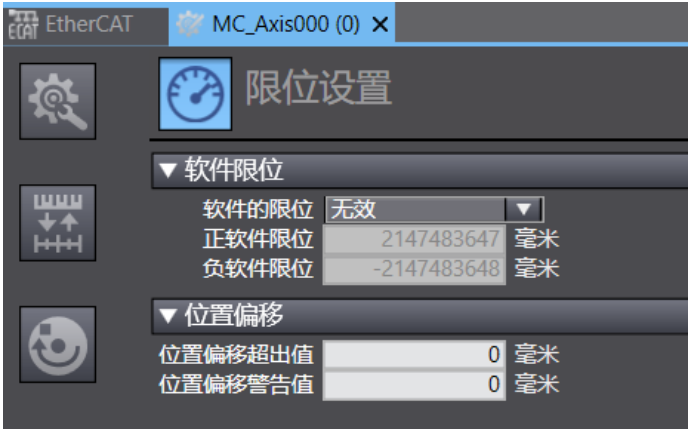 EtherCAT
MC_Axis000 (0)
限位设置
软件限位
软件的限位 无效
正软件限位 2147483647 毫米
负软件限位 -2147483648 毫米
位置偏移
位置偏移超出值 0 毫米
位置偏移警告值 0 毫米